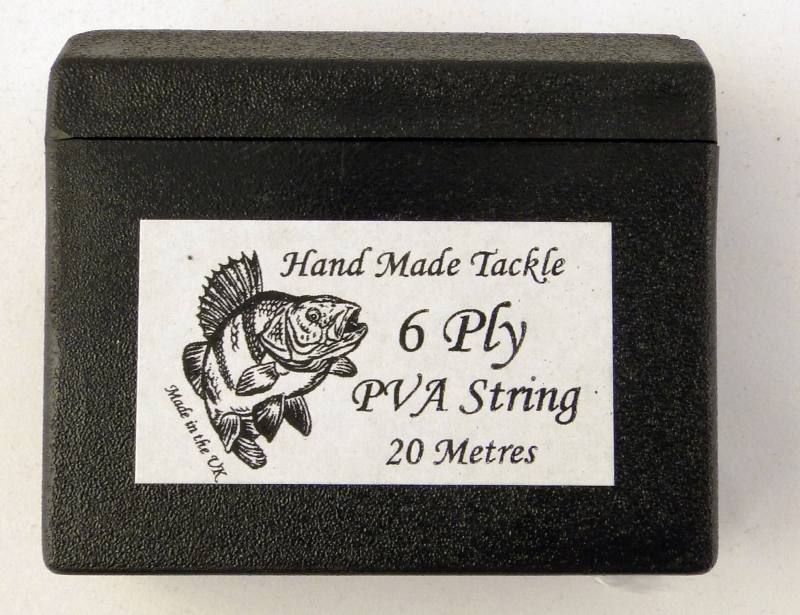 Hand Made Tackle
6 Ply
PVA String
20 Metres
Made in the UK